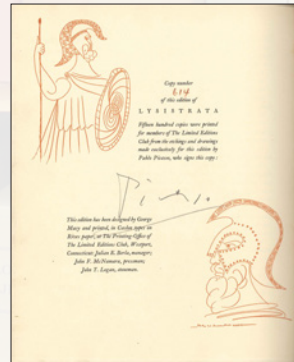 Copy number
614
of this edition of
LYSISTRATA
Fifteen hundred copies were printed
for members of The Limited Editions
Club from the etchings and drawings
made exclusively for this edition by
Pablo Picasso, who signs this copy:
Picasso
This edition has been designed by George
Macy and printed, in Caslon types on
Rives paper, at The Printing-Office of
The Limited Editions Club, Westport,
Connecticut: Julian K. Berla, manager;
John F. McNamara, pressman;
John T. Logan, stoneman.